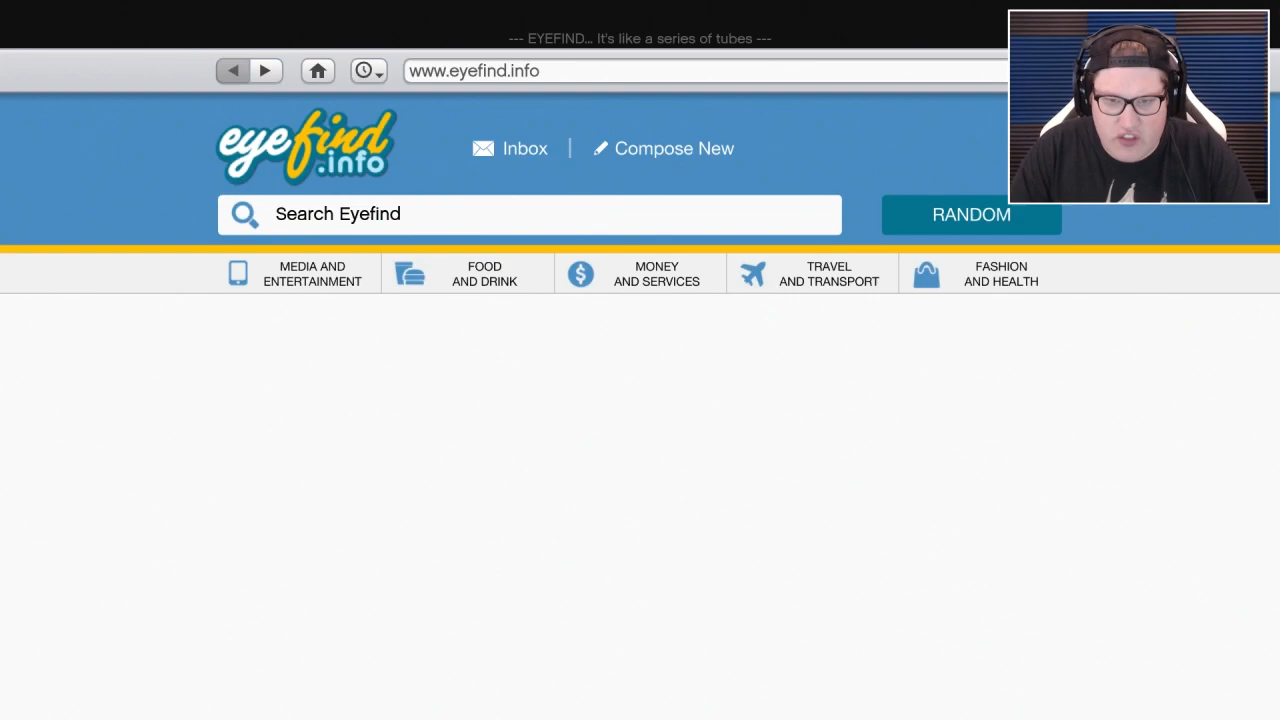 --- EYEFIND... It's like a series of tubes ---
www.eyefind.info
eyefind
.info
Inbox | Compose New
Search Eyefind
RANDOM
MEDIA AND
ENTERTAINMENT
FOOD
AND DRINK
MONEY
AND SERVICES
TRAVEL
AND TRANSPORT
FASHION
AND HEALTH